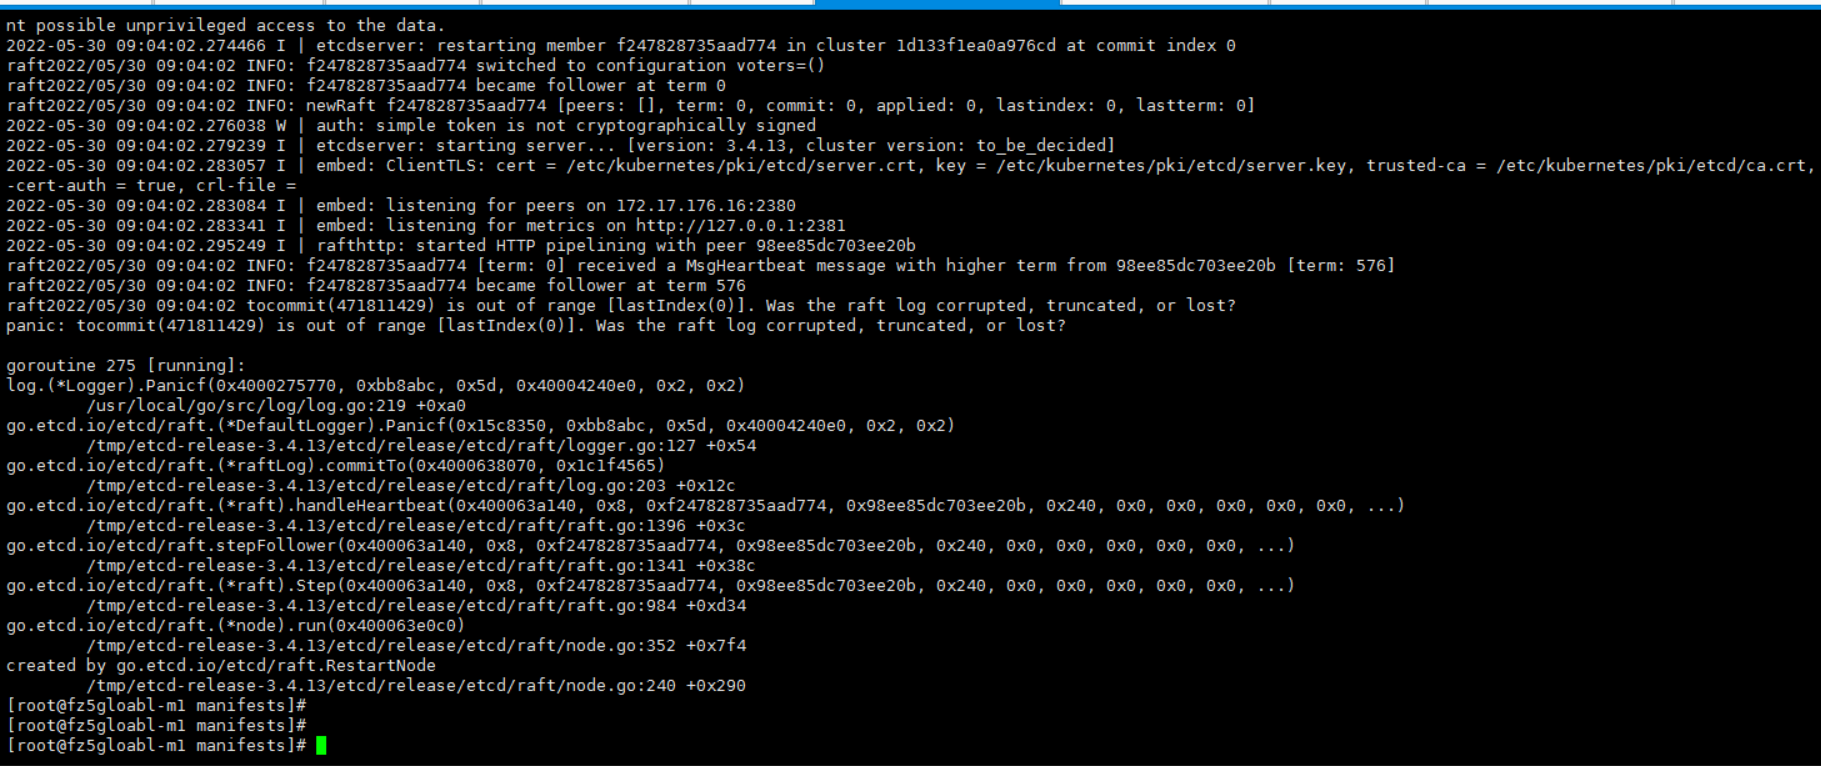 nt possible unprivileged access to the data.
2022-05-30 09:04:02.274466 I | etcdserver: restarting member f247828735aad774 in cluster 1d133f1ea0a976cd at commit index 0
raft2022/05/30 09:04:02 INFO: f247828735aad774 switched to configuration voters=()
raft2022/05/30 09:04:02 INFO: f247828735aad774 became follower at term 0
raft2022/05/30 09:04:02 INFO: newRaft f247828735aad774 [peers: [], term: 0, commit: 0, applied: 0, lastindex: 0, lastterm: 0]
2022-05-30 09:04:02.276038 W | auth: simple token is not cryptographically signed
2022-05-30 09:04:02.279239 I | etcdserver: starting server... [version: 3.4.13, cluster version: to_be_decided]
2022-05-30 09:04:02.283057 I | embed: ClientTLS: cert = /etc/kubernetes/pki/etcd/server.crt, key = /etc/kubernetes/pki/etcd/server.key, trusted-ca = /etc/kubernetes/pki/etcd/ca.crt,
-cert-auth = true, crl-file =
2022-05-30 09:04:02.283084 I | embed: listening for peers on 172.17.176.16:2380
2022-05-30 09:04:02.283341 I | embed: listening for metrics on http://127.0.0.1:2381
2022-05-30 09:04:02.295249 I | rafthttp: started HTTP pipelining with peer 98ee85dc703ee20b
raft2022/05/30 09:04:02 INFO: f247828735aad774 [term: 0] received a MsgHeartbeat message with higher term from 98ee85dc703ee20b [term: 576]
raft2022/05/30 09:04:02 INFO: f247828735aad774 became follower at term 576
raft2022/05/30 09:04:02 tocommit(471811429) is out of range [lastIndex(0)]. Was the raft log corrupted, truncated, or lost?
panic: tocommit(471811429) is out of range [lastIndex(0)]. Was the raft log corrupted, truncated, or lost?
goroutine 275 [running]:
log.(*Logger).Panicf(0x4000275770, 0xbb8abc, 0x5d, 0x40004240e0, 0x2, 0x2)
/usr/local/go/src/log/log.go:219 +0xa0
go.etcd.io/etcd/raft.(*DefaultLogger).Panicf(0x15c8350, 0xbb8abc, 0x5d, 0x40004240e0, 0x2, 0x2)
/tmp/etcd-release-3.4.13/etcd/release/etcd/raft/logger.go:127 +0x54
go.etcd.io/etcd/raft.(*raftLog).commitTo(0x4000638070, 0x1c1f4565)
/tmp/etcd-release-3.4.13/etcd/release/etcd/raft/log.go:203 +0x12c
go.etcd.io/etcd/raft.(*raft).handleHeartbeat(0x400063a140, 0x8, 0xf247828735aad774, 0x98ee85dc703ee20b, 0x240, 0x0, 0x0, 0x0, 0x0, 0x0, ...)
/tmp/etcd-release-3.4.13/etcd/release/etcd/raft/raft.go:1396 +0x3c
go.etcd.io/etcd/raft.stepFollower(0x400063a140, 0x8, 0xf247828735aad774, 0x98ee85dc703ee20b, 0x240, 0x0, 0x0, 0x0, 0x0, 0x0, ...)
/tmp/etcd-release-3.4.13/etcd/release/etcd/raft/raft.go:1341 +0x38c
go.etcd.io/etcd/raft.(*raft).Step(0x400063a140, 0x8, 0xf247828735aad774, 0x98ee85dc703ee20b, 0x240, 0x0, 0x0, 0x0, 0x0, 0x0, ...)
/tmp/etcd-release-3.4.13/etcd/release/etcd/raft/raft.go:984 +0xd34
go.etcd.io/etcd/raft.(*node).run(0x400063e0c0)
/tmp/etcd-release-3.4.13/etcd/release/etcd/raft/node.go:352 +0x7f4
created by go.etcd.io/etcd/raft.RestartNode
/tmp/etcd-release-3.4.13/etcd/release/etcd/raft/node.go:240 +0x290
[root@fz5gloabl-m1 manifests]#
[root@fz5gloabl-m1 manifests]#
[root@fz5gloabl-m1 manifests]#